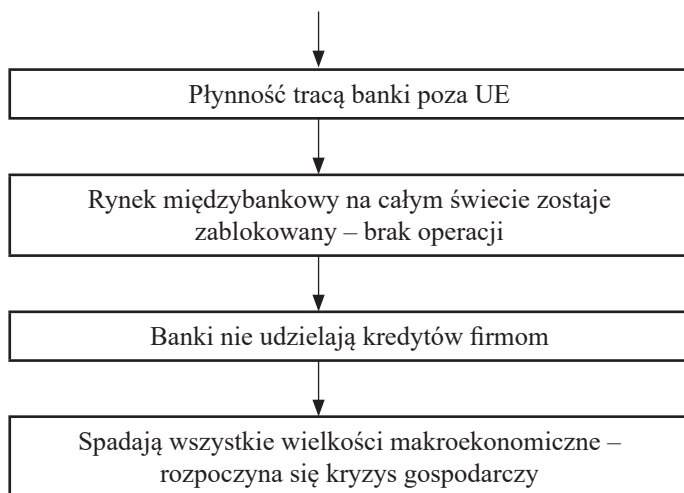 Płynność tracą banki poza UE
Rynek międzybankowy na całym świecie zostaje
zablokowany – brak operacji
Banki nie udzielają kredytów firmom
Spadają wszystkie wielkości makroekonomiczne –
rozpoczyna się kryzys gospodarczy